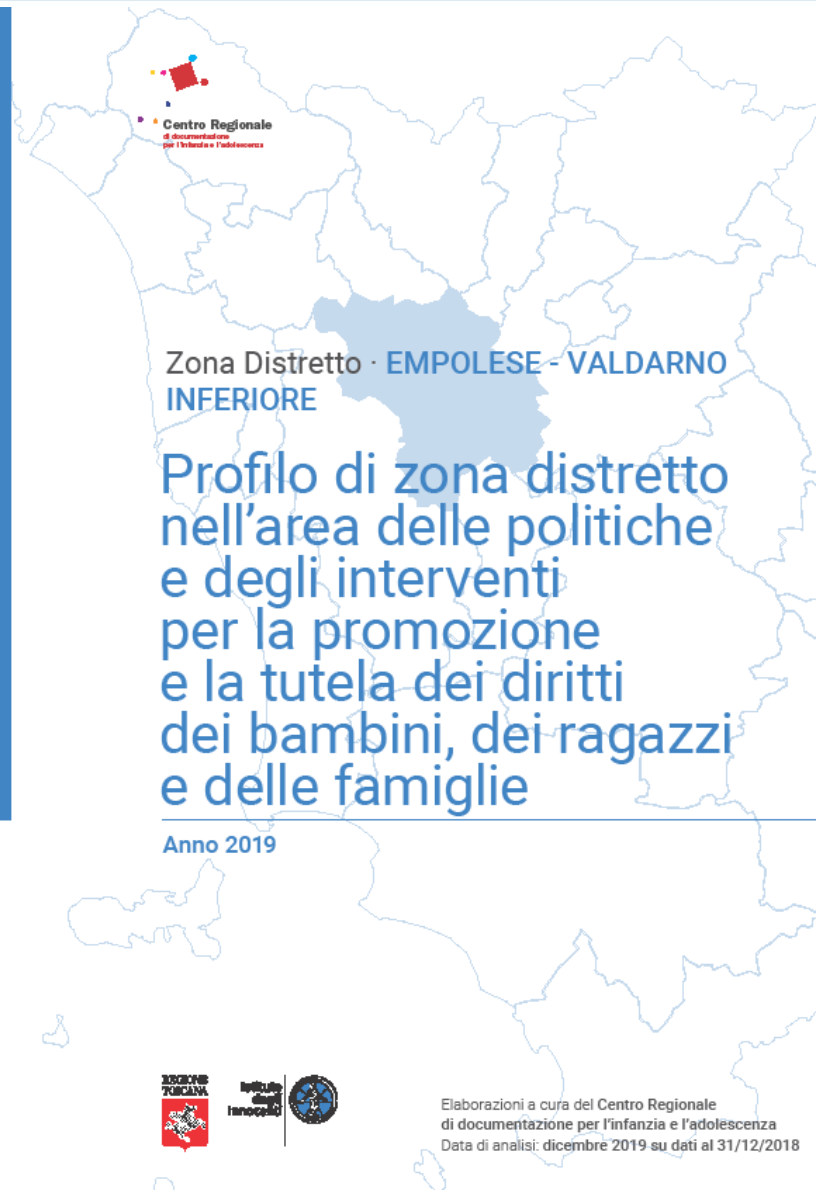 Centro Regionale
di documentazione
per l'infanzia e l'adolescenza
Zona Distretto · EMPOLESE - VALDARNO
INFERIORE
Profilo di zona distretto
nell'area delle politiche
e degli interventi
per la promozione
e la tutela dei diritti
dei bambini, dei ragazzi
e delle famiglie
Anno 2019
REGIONE
TOSCANA
Istituto
degli
Innocenti
Elaborazioni a cura del Centro Regionale
di documentazione per l'infanzia e l'adolescenza
Data di analisi: dicembre 2019 su dati al 31/12/2018